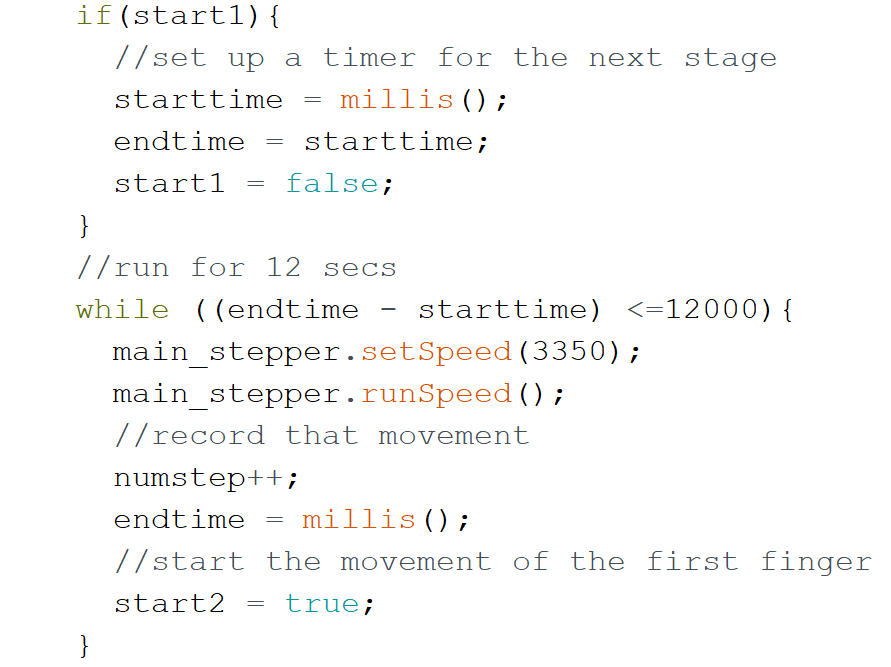 if(start1){
//set up a timer for the next stage
starttime = millis();
endtime = starttime;
start1 = false;
}
//run for 12 secs
while ((endtime - starttime) <=12000){
main_stepper.setSpeed(3350);
main_stepper.runSpeed();
//record that movement
numstep++;
endtime = millis();
//start the movement of the first finger
start2 = true;
}